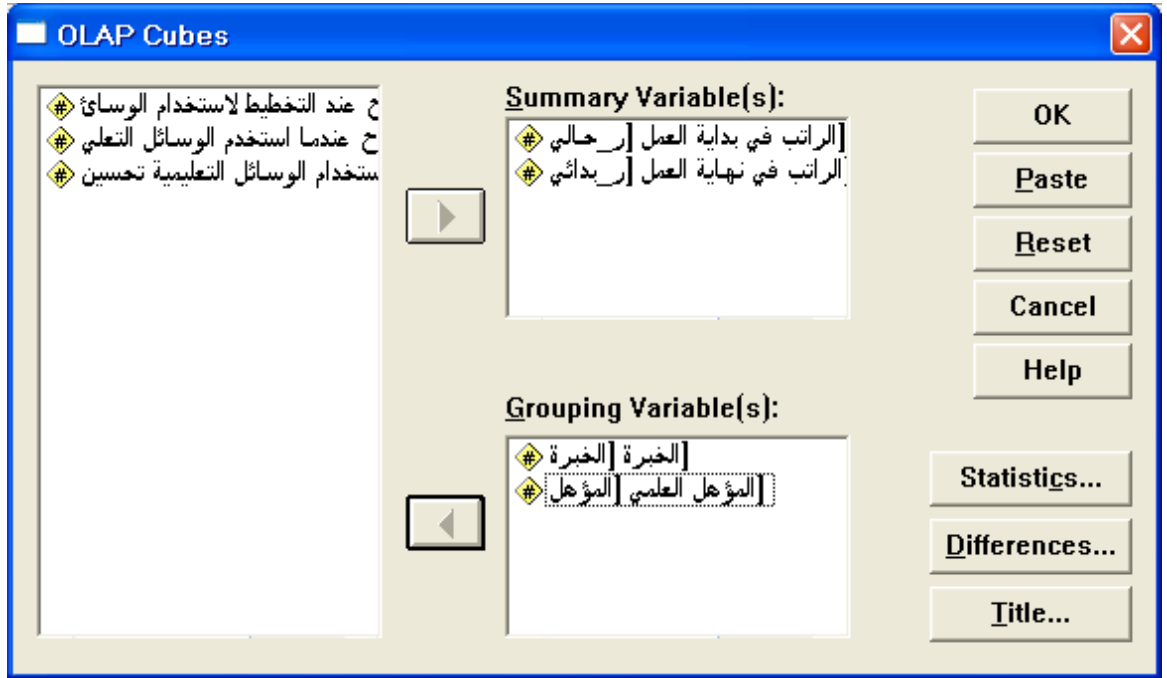 OLAP Cubes
ح عند التخطيط لاستخدام الوسائ
ح عندما استخدم الوسائل التعلي
ستخدام الوسائل التعليمية تحسين
Summary Variable(s):
الراتب في بداية العمل [ر_حالي]
الراتب في نهاية العمل [ر_بدائي
Grouping Variable(s):
الخبرة [الخبرة]
المؤهل العلمي [المؤهل]
OK
Paste
Reset
Cancel
Help
Statistics...
Differences...
Title...